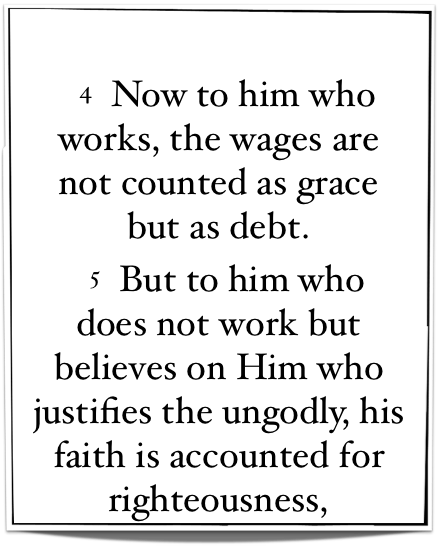 4 Now to him who
works, the wages are
not counted as grace
but as debt.
5 But to him who
does not work but
believes on Him who
justifies the ungodly, his
faith is accounted for
righteousness,